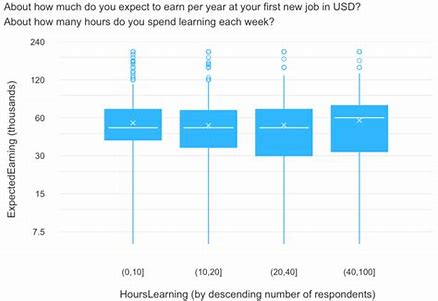 About how much do you expect to earn per year at your first new job in USD?
About how many hours do you spend learning each week?
240
120
60
30
15
7.5
ExpectedEarning (thousands)
(0,10]
(10,20]
(20,40]
(40,100]
HoursLearning (by descending number of respondents)